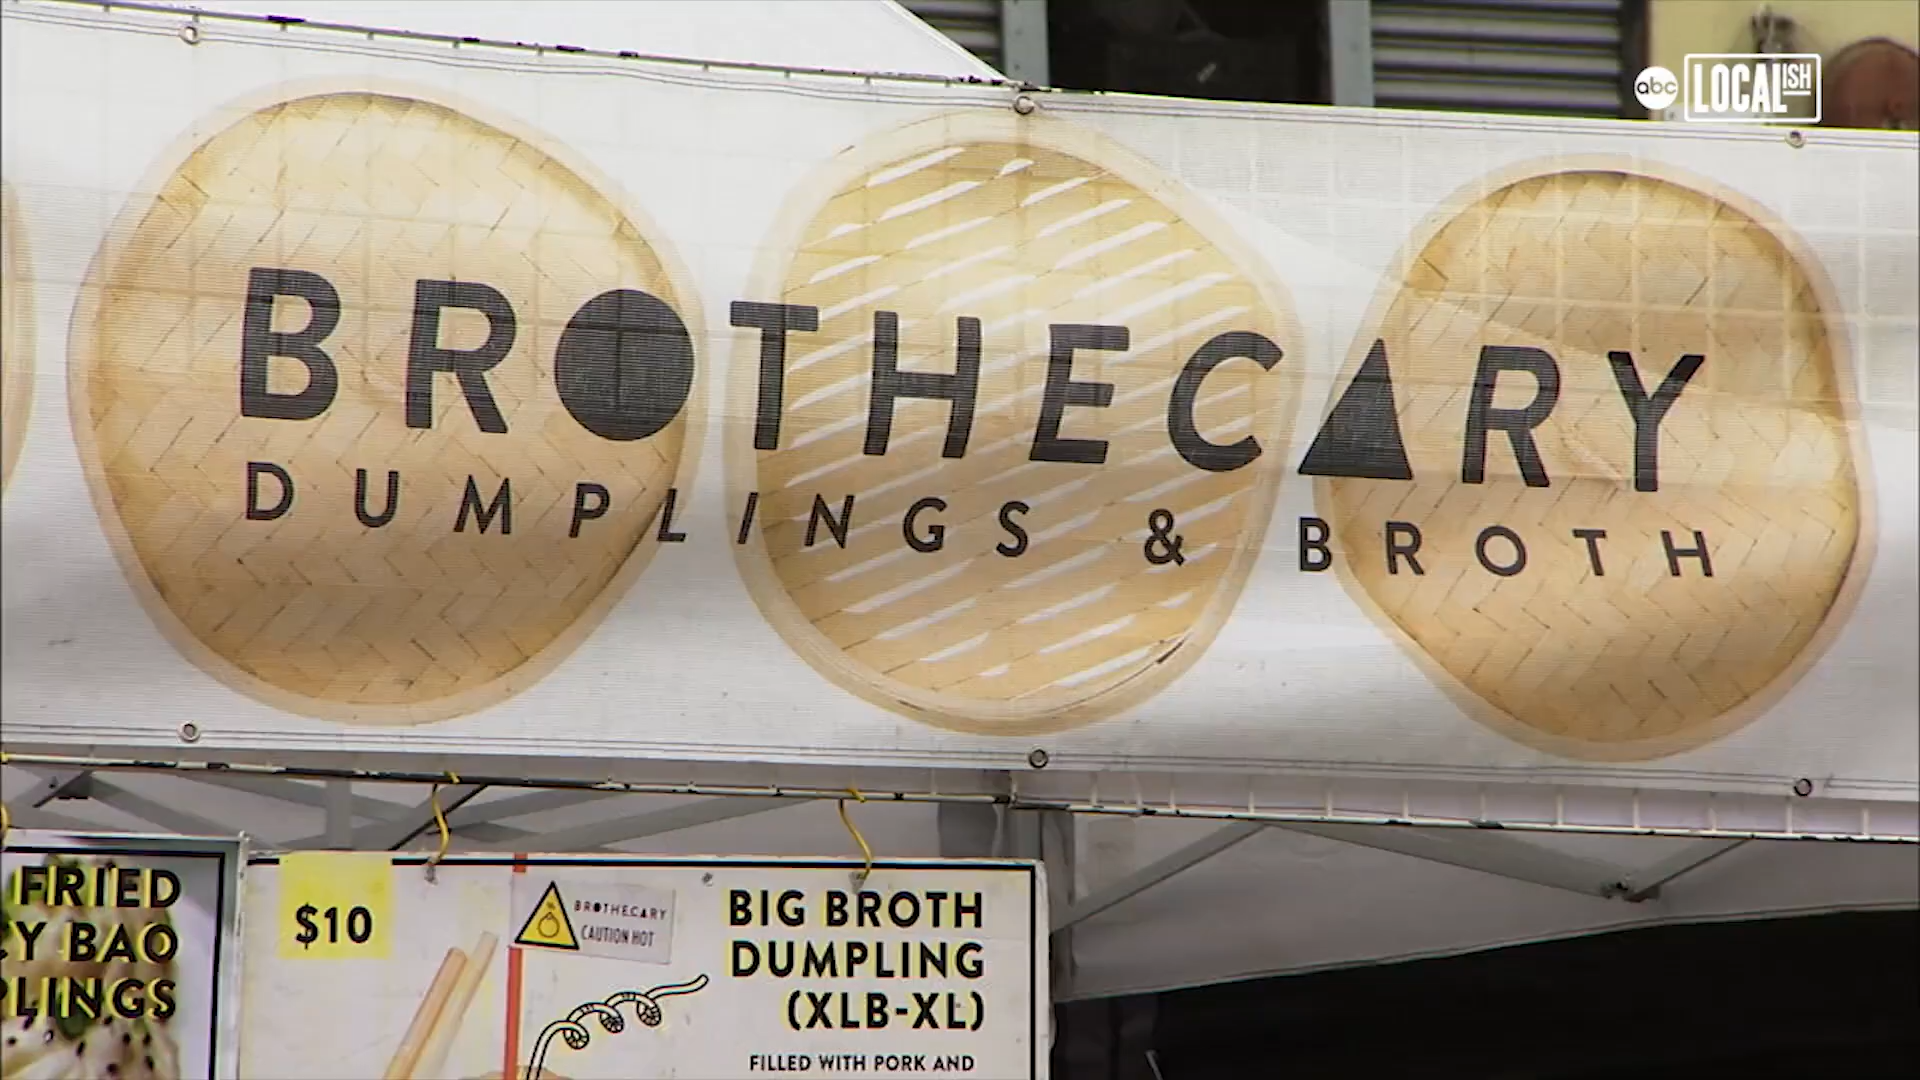 abc LOCALISH
BROTHECARY
DUMPLINGS & BROTH
FRIED
CY BAO
PLINGS
$10
BROTHECARY
CAUTION HOT
BIG BROTH
DUMPLING
(XLB-XL)
FILLED WITH PORK AND